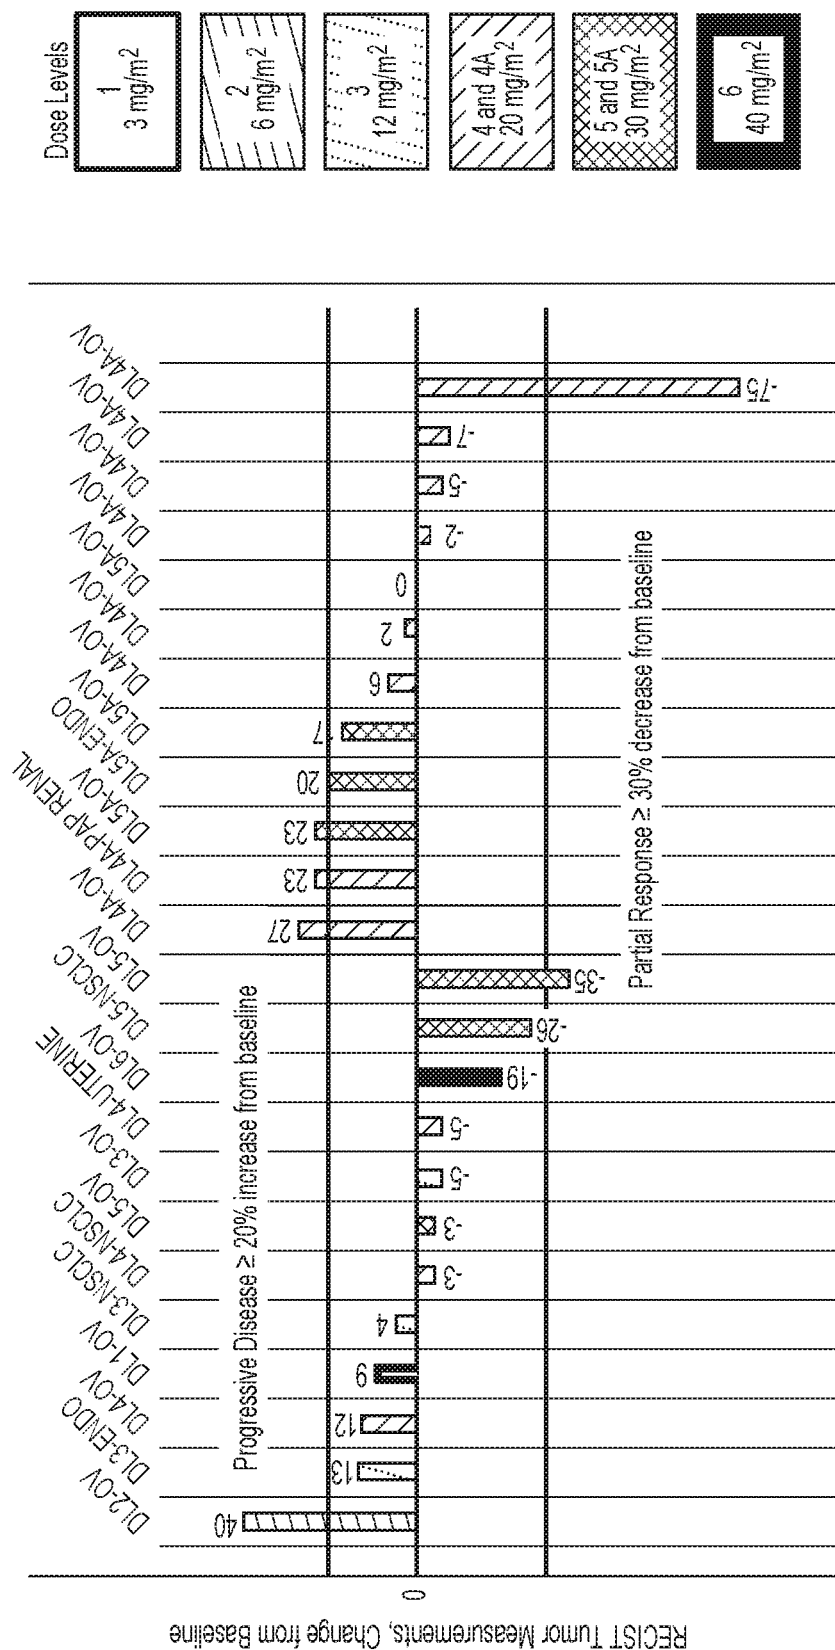 RECIST Tumor Measurements, Change from Baseline
0
DL2-OV
DL3-ENDO
DL4-OV
DL1-OV
DL3-NSCLC
DL4-NSCLC
DL5-OV
DL3-OV
DL4-UTERINE
DL6-OV
DL5-NSCLC
DL5-OV
DL4A-OV
DL4A-PAP RENAL
DL5A-OV
DL5A-ENDO
DL5A-OV
DL4A-OV
DL4A-OV
DL5A-OV
DL4A-OV
DL4A-OV
DL4A-OV
DL4A-OV
Progressive Disease ≥ 20% increase from baseline
40
13
12
9
4
-3
-3
-5
-5
-19
-26
-35
27
23
23
20
17
6
2
0
-2
-5
-7
-75
Partial Response ≥ 30% decrease from baseline
Dose Levels
1
3 mg/m²
2
6 mg/m²
3
12 mg/m²
4 and 4A
20 mg/m²
5 and 5A
30 mg/m²
6
40 mg/m²